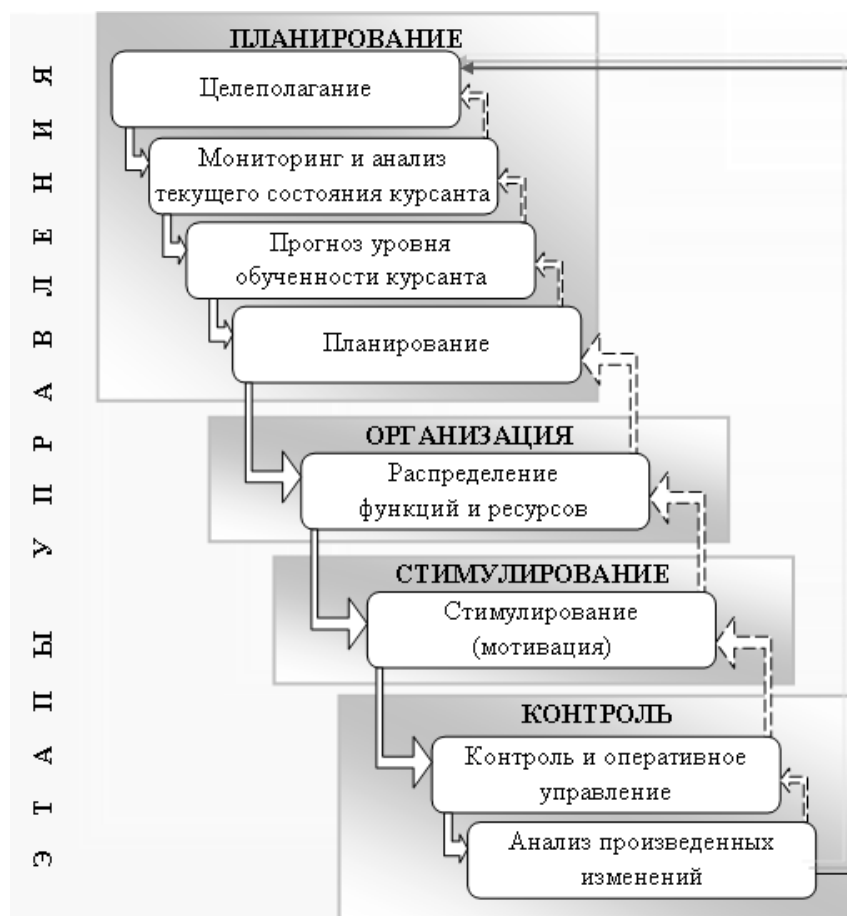 ЭТАПЫ УПРАВЛЕНИЯ
ПЛАНИРОВАНИЕ
Целеполагание
Мониторинг и анализ
текущего состояния курсанта
Прогноз уровня
обученности курсанта
Планирование
ОРГАНИЗАЦИЯ
Распределение
функций и ресурсов
СТИМУЛИРОВАНИЕ
Стимулирование
(мотивация)
КОНТРОЛЬ
Контроль и оперативное
управление
Анализ произведенных
изменений